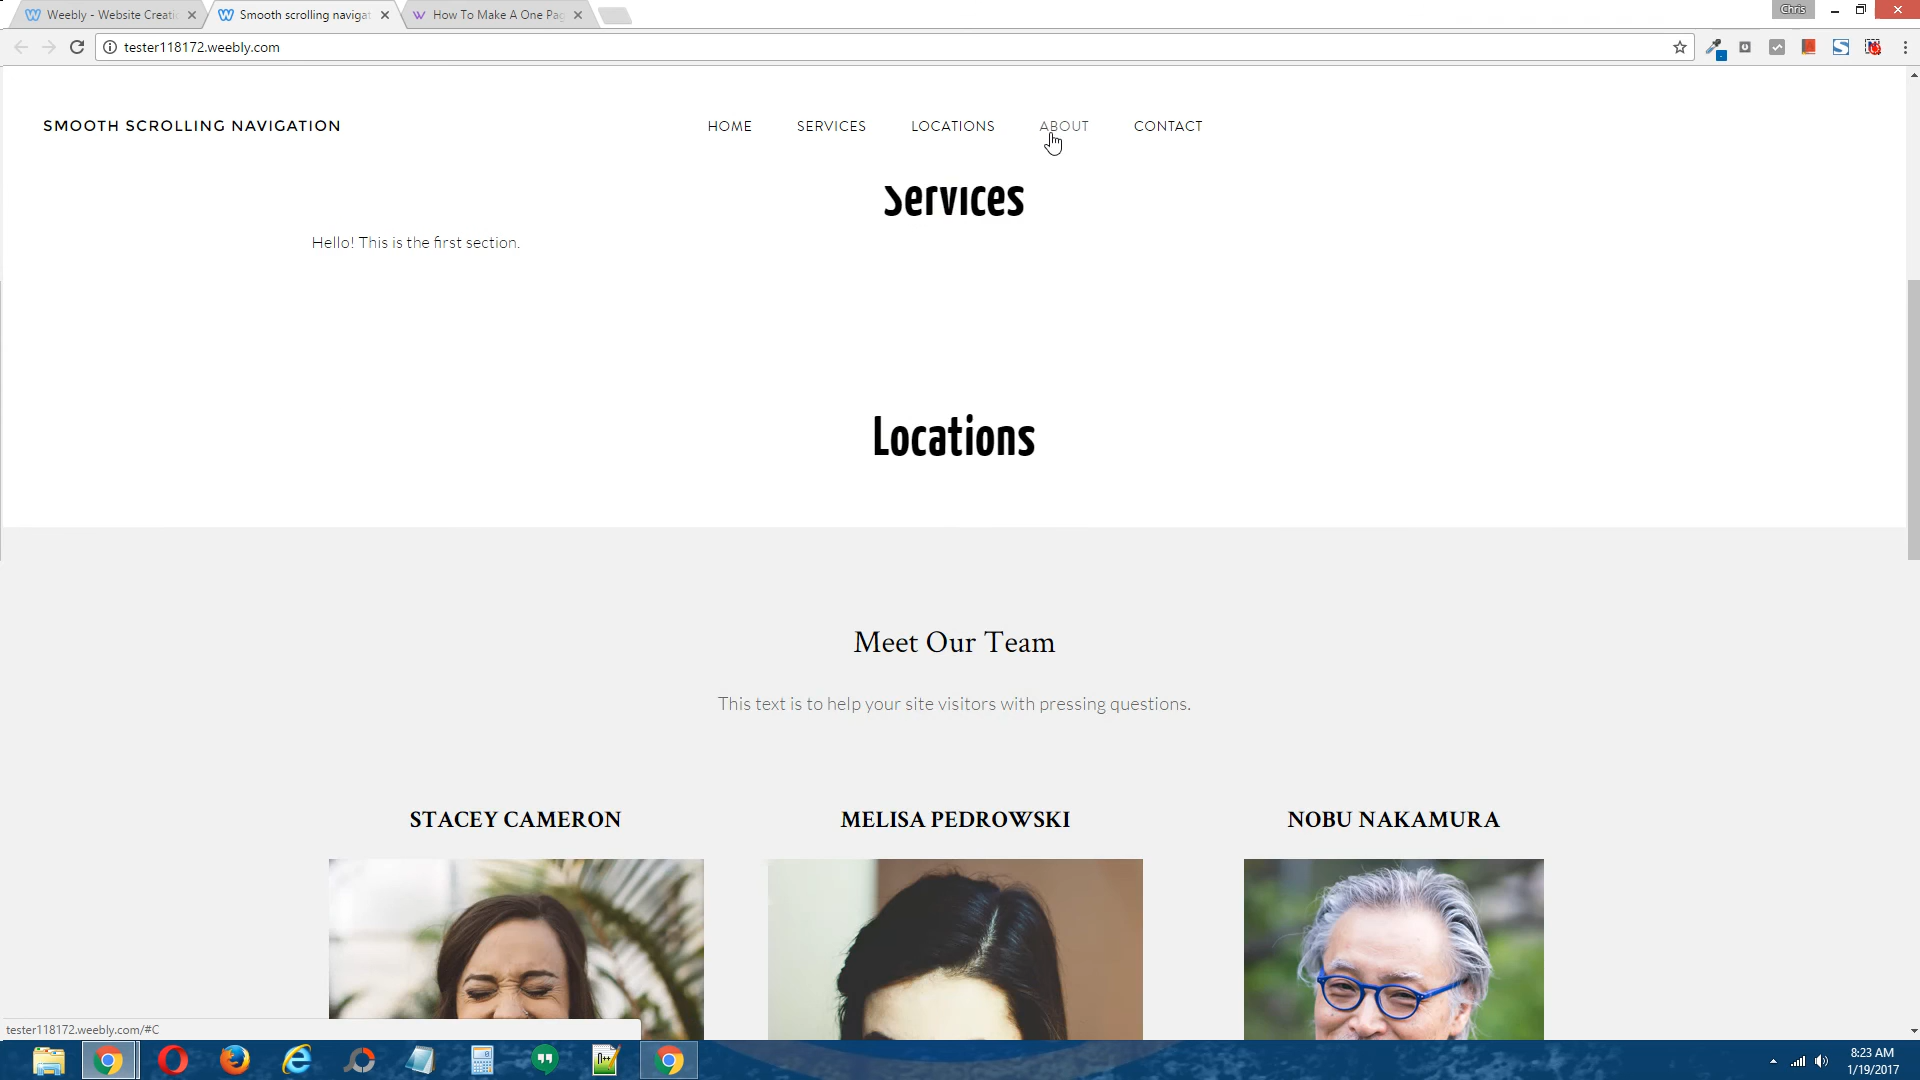 Weebly - Website Creatic
Smooth scrolling navigat
How To Make A One Pag
Chris
tester118172.weebly.com
SMOOTH SCROLLING NAVIGATION
HOME SERVICES LOCATIONS ABOUT CONTACT
Services
Hello! This is the first section.
Locations
Meet Our Team
This text is to help your site visitors with pressing questions.
STACEY CAMERON
MELISA PEDROWSKI
NOBU NAKAMURA
tester118172.weebly.com/#C
8:23 AM
1/19/2017